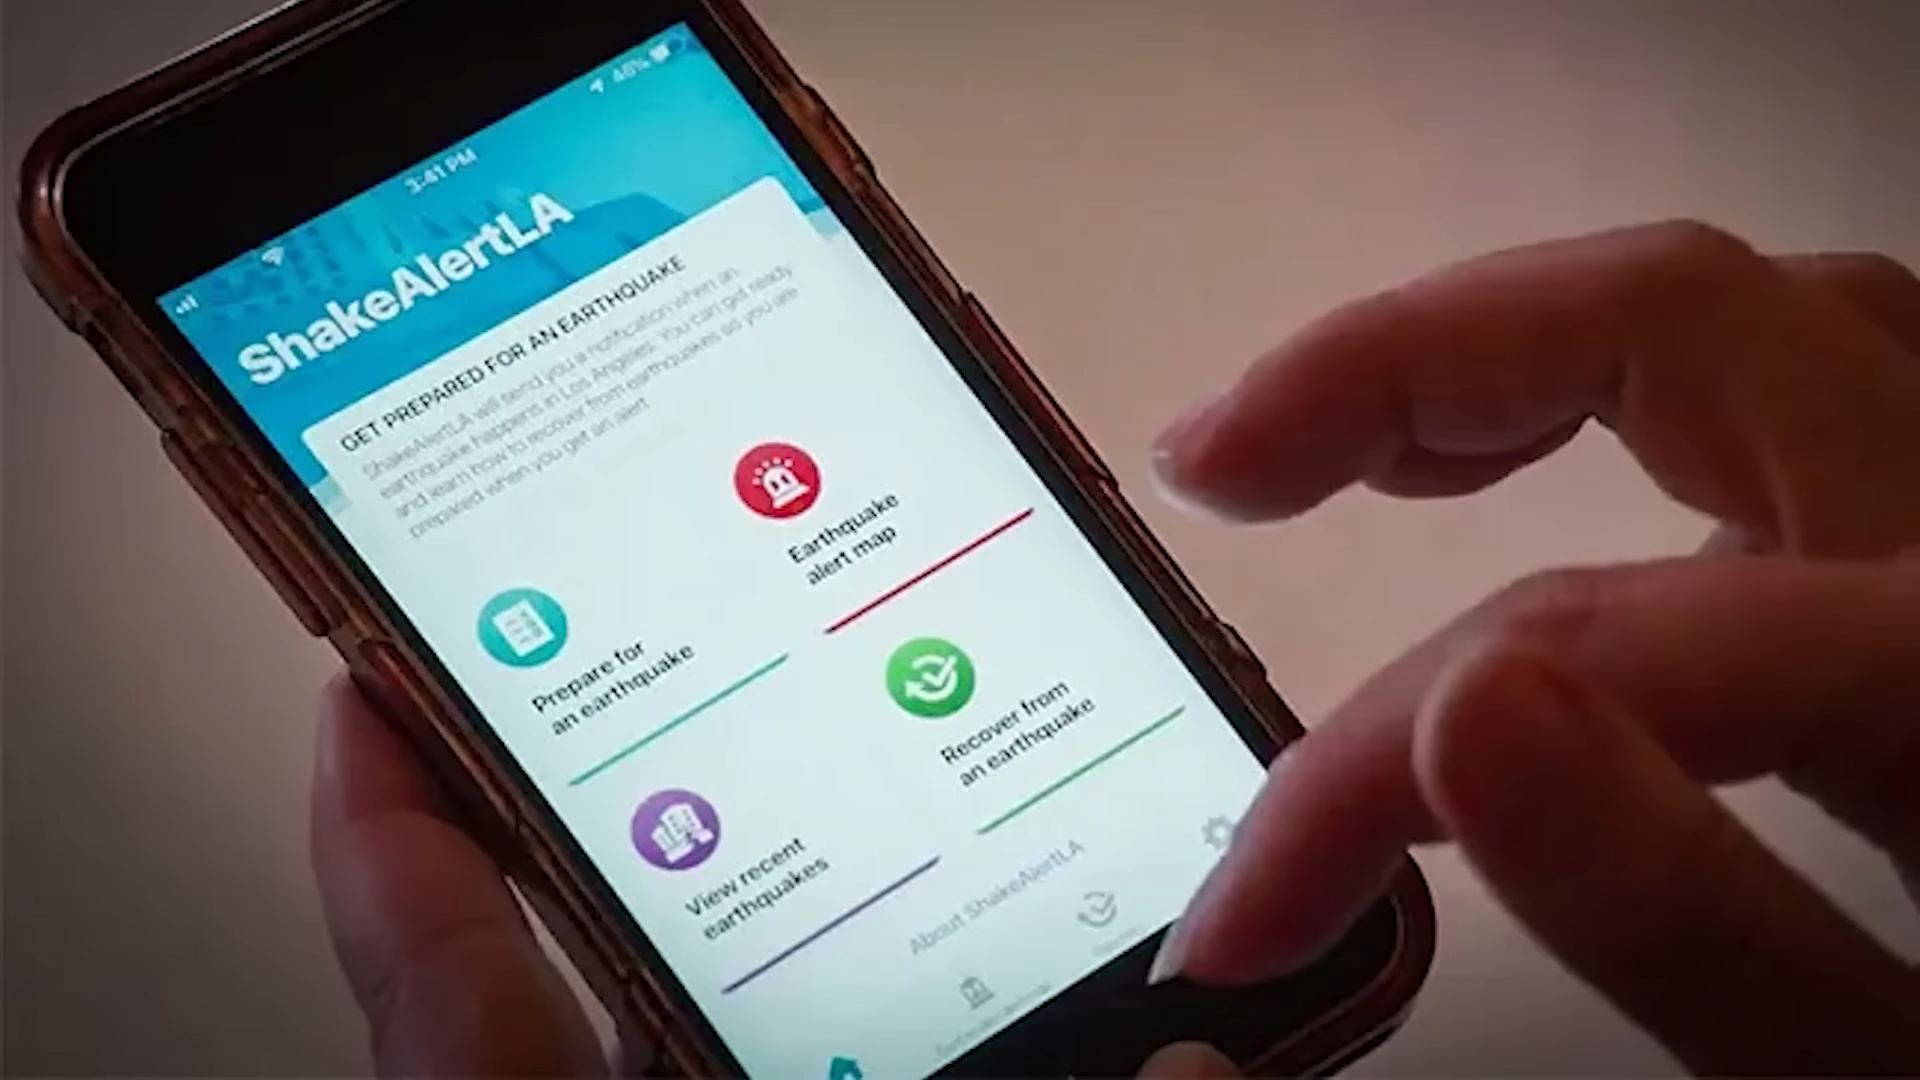 3:41 PM
46%
ShakeAlertLA
GET PREPARED FOR AN EARTHQUAKE
ShakeAlertLA will send you a notification when an
earthquake happens in Los Angeles. You can get ready
and learn how to recover from earthquakes so you are
prepared when you get an alert
Prepare for
an earthquake
Earthquake
alert map
View recent
earthquakes
Recover from
an earthquake
About ShakeAlertLA